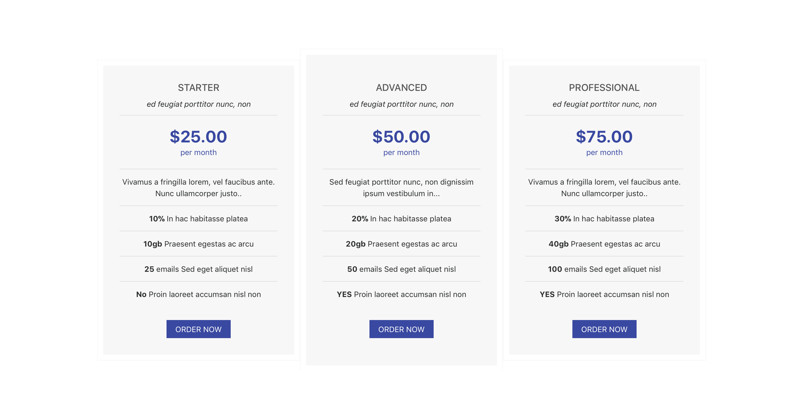 STARTER
ed feugiat porttitor nunc, non
$25.00
per month
Vivamus a fringilla lorem, vel faucibus ante.
Nunc ullamcorper justo..
10% In hac habitasse platea
10gb Praesent egestas ac arcu
25 emails Sed eget aliquet nisl
No Proin laoreet accumsan nisl non
ORDER NOW
ADVANCED
ed feugiat porttitor nunc, non
$50.00
per month
Sed feugiat porttitor nunc, non dignissim
ipsum vestibulum in...
20% In hac habitasse platea
20gb Praesent egestas ac arcu
50 emails Sed eget aliquet nisl
YES Proin laoreet accumsan nisl non
ORDER NOW
PROFESSIONAL
ed feugiat porttitor nunc, non
$75.00
per month
Vivamus a fringilla lorem, vel faucibus ante.
Nunc ullamcorper justo..
30% In hac habitasse platea
40gb Praesent egestas ac arcu
100 emails Sed eget aliquet nisl
YES Proin laoreet accumsan nisl non
ORDER NOW